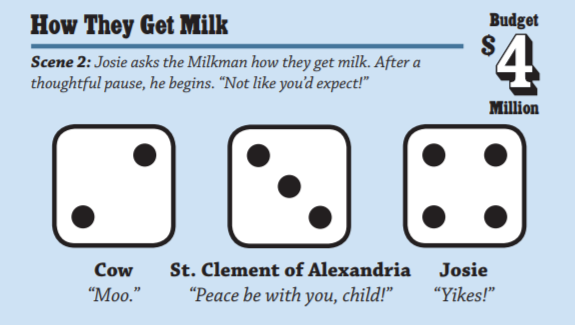 How They Get Milk
Budget
$4
Million
Scene 2: Josie asks the Milkman how they get milk. After a
thoughtful pause, he begins. “Not like you’d expect!”
Cow
“Moo.”
St. Clement of Alexandria
“Peace be with you, child!”
Josie
“Yikes!”